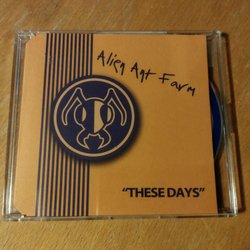 Alien Ant Farm
“THESE DAYS”